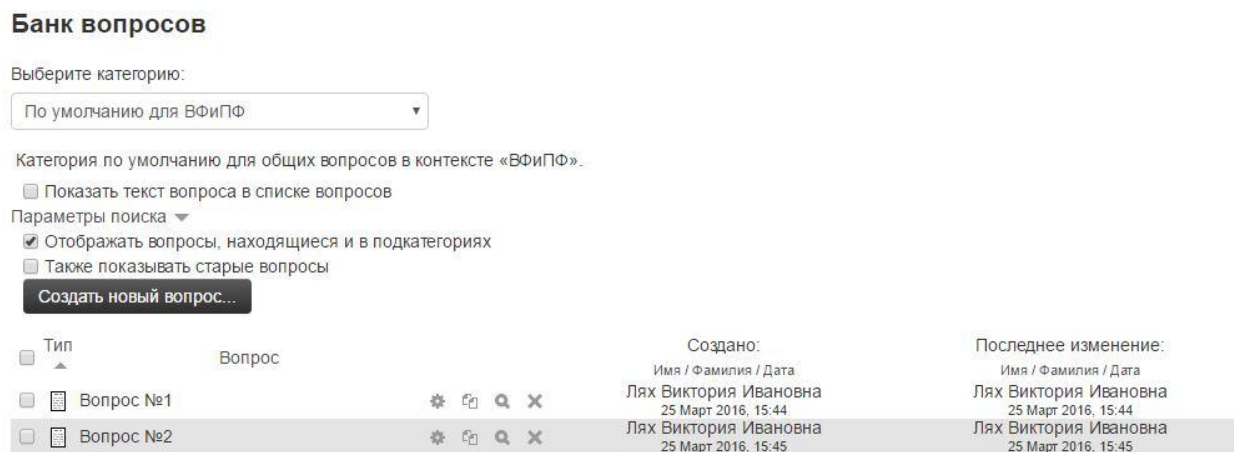 Банк вопросов
Выберите категорию:
По умолчанию для ВФиПФ
Категория по умолчанию для общих вопросов в контексте «ВФиПФ».
Показать текст вопроса в списке вопросов
Параметры поиска
Отображать вопросы, находящиеся и в подкатегориях
Также показывать старые вопросы
Создать новый вопрос...
Тип Вопрос Создано: Последнее изменение:
Имя / Фамилия / Дата Имя / Фамилия / Дата
Вопрос №1 Лях Виктория Ивановна Лях Виктория Ивановна
25 Март 2016, 15:44 25 Март 2016, 15:44
Вопрос №2 Лях Виктория Ивановна Лях Виктория Ивановна
25 Март 2016, 15:45 25 Март 2016, 15:45